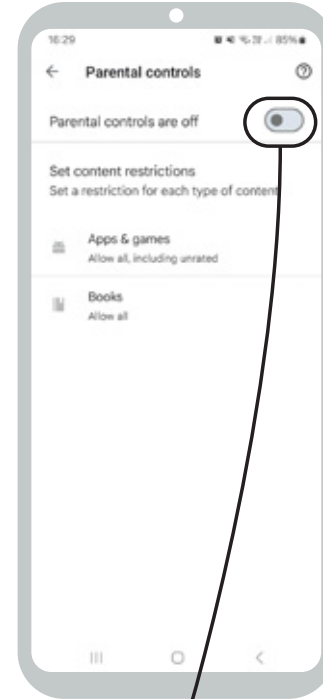 16:29
85%
Parental controls
Parental controls are off
Set content restrictions
Set a restriction for each type of content
Apps & games
Allow all, including unrated
Books
Allow all